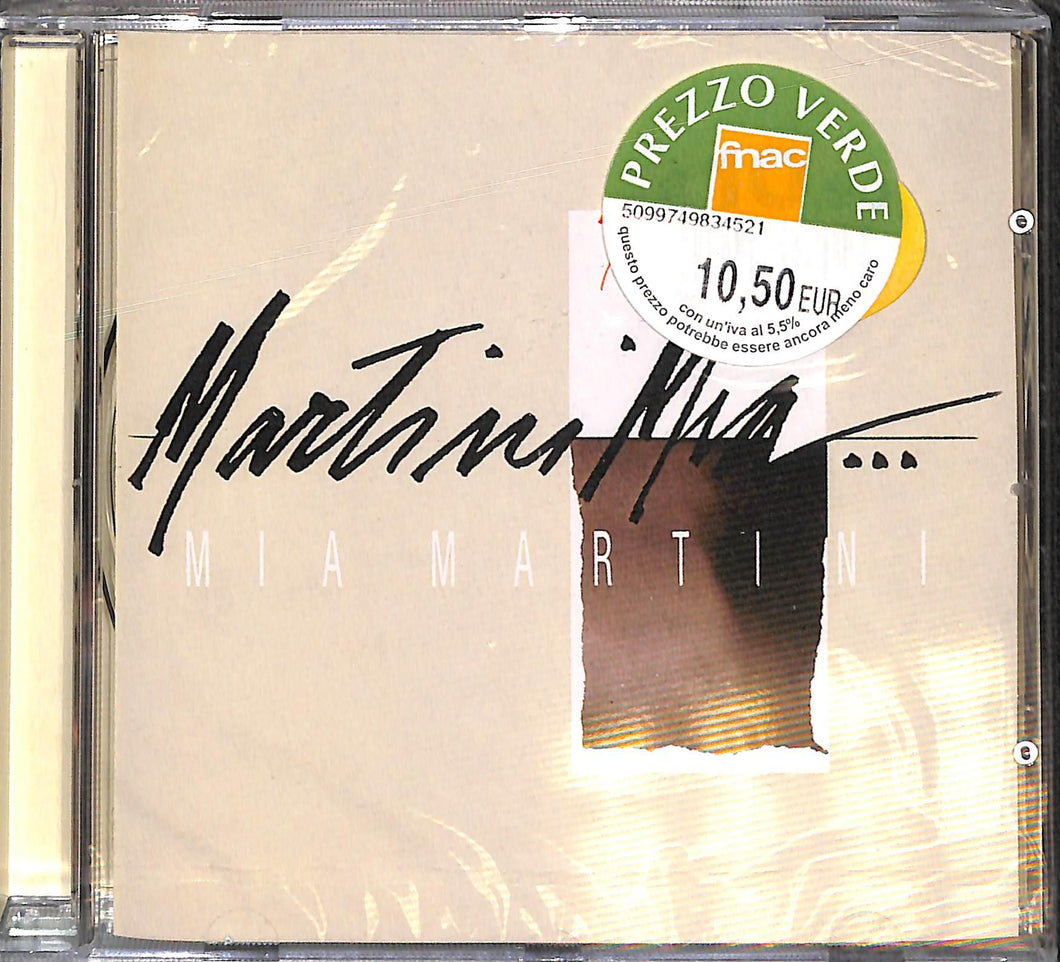 PREZZO VERDE
fnac
5099749834521
10,50 EUR
con un'iva al 5,5%
questo prezzo potrebbe essere ancora meno caro
Martini Mia...
MIA MARTINI